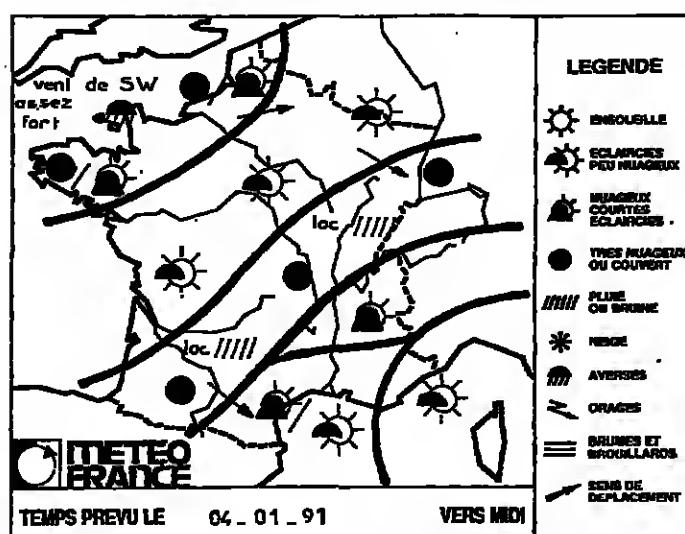 vent de SW
assez
fort
loc
loc
METEO
FRANCE
TEMPS PREVU LE 04_01_91 VERS MIDI
LEGENDE
ENSOLEILLE
ECLAIRCIES
PEU NUAGEUX
NUAGEUX
COURTES
ECLAIRCIES
TRES NUAGEUX
OU COUVERT
PLUIE
OU BRUINE
NEIGE
AVERSES
ORAGES
BRUMES ET
BROUILLARDS
SENS DE
DEPLACEMENT